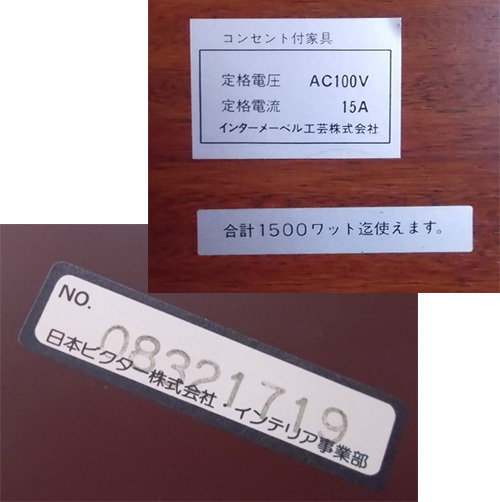 コンセント付家具
定格電圧 AC100V
定格電流 15A
インターメーベル工芸株式会社
合計1500ワット迄使えます。
NO.
08321719
日本ビクター株式会社・インテリア事業部